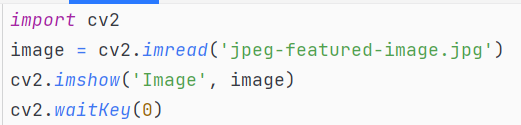 import cv2
image = cv2.imread('jpeg-featured-image.jpg')
cv2.imshow('Image', image)
cv2.waitKey(0)